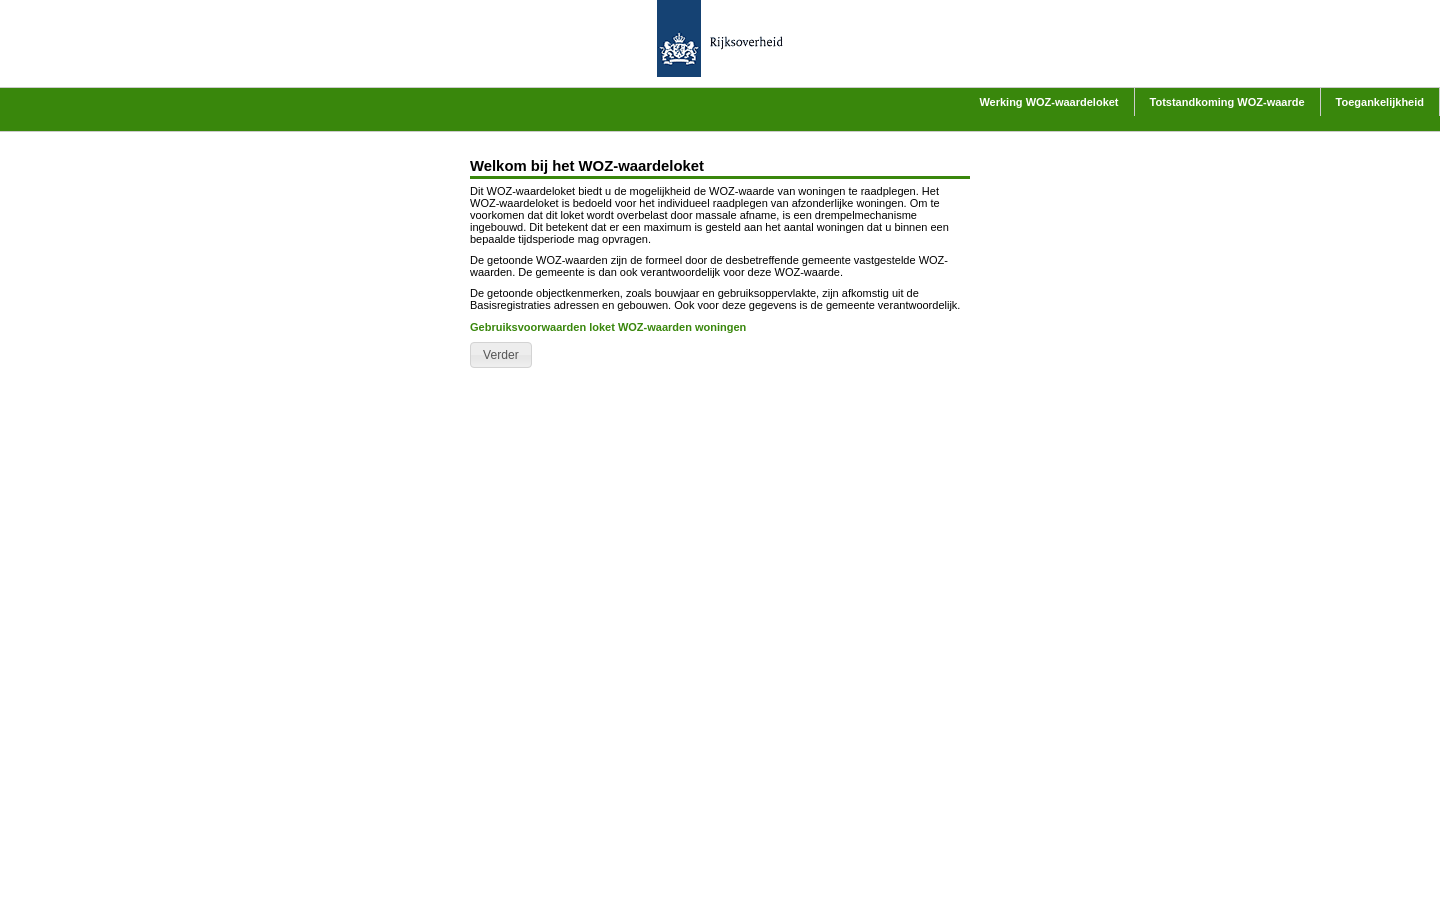 Rijksoverheid
Werking WOZ-waardeloket
Totstandkoming WOZ-waarde
Toegankelijkheid
Welkom bij het WOZ-waardeloket
Dit WOZ-waardeloket biedt u de mogelijkheid de WOZ-waarde van woningen te raadplegen. Het
WOZ-waardeloket is bedoeld voor het individueel raadplegen van afzonderlijke woningen. Om te
voorkomen dat dit loket wordt overbelast door massale afname, is een drempelmechanisme
ingebouwd. Dit betekent dat er een maximum is gesteld aan het aantal woningen dat u binnen een
bepaalde tijdsperiode mag opvragen.
De getoonde WOZ-waarden zijn de formeel door de desbetreffende gemeente vastgestelde WOZ-
waarden. De gemeente is dan ook verantwoordelijk voor deze WOZ-waarde.
De getoonde objectkenmerken, zoals bouwjaar en gebruiksoppervlakte, zijn afkomstig uit de
Basisregistraties adressen en gebouwen. Ook voor deze gegevens is de gemeente verantwoordelijk.
Gebruiksvoorwaarden loket WOZ-waarden woningen
Verder